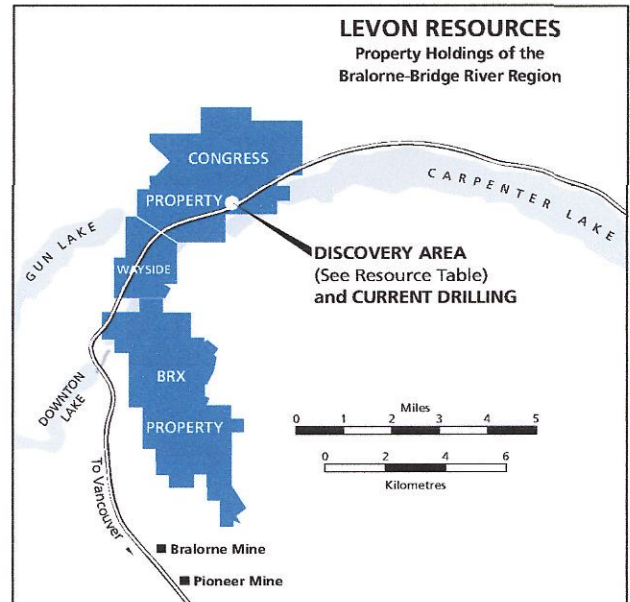 LEVON RESOURCES
Property Holdings of the
Bralorne-Bridge River Region
CONGRESS
PROPERTY
CARPENTER LAKE
GUN LAKE
DISCOVERY AREA
(See Resource Table)
and CURRENT DRILLING
WAYSIDE
BRX
DOWNTON
LAKE
PROPERTY
Miles
0 1 2 3 4 5
0 2 4 6
Kilometres
To Vancouver
Bralorne Mine
Pioneer Mine